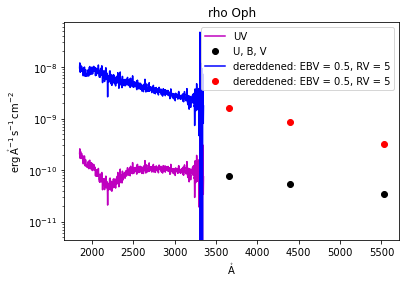 rho Oph
UV
U, B, V
dereddened: EBV = 0.5, RV = 5
dereddened: EBV = 0.5, RV = 5
erg Å⁻¹ s⁻¹ cm⁻²
10⁻⁸
10⁻⁹
10⁻¹⁰
10⁻¹¹
2000 2500 3000 3500 4000 4500 5000 5500
Å